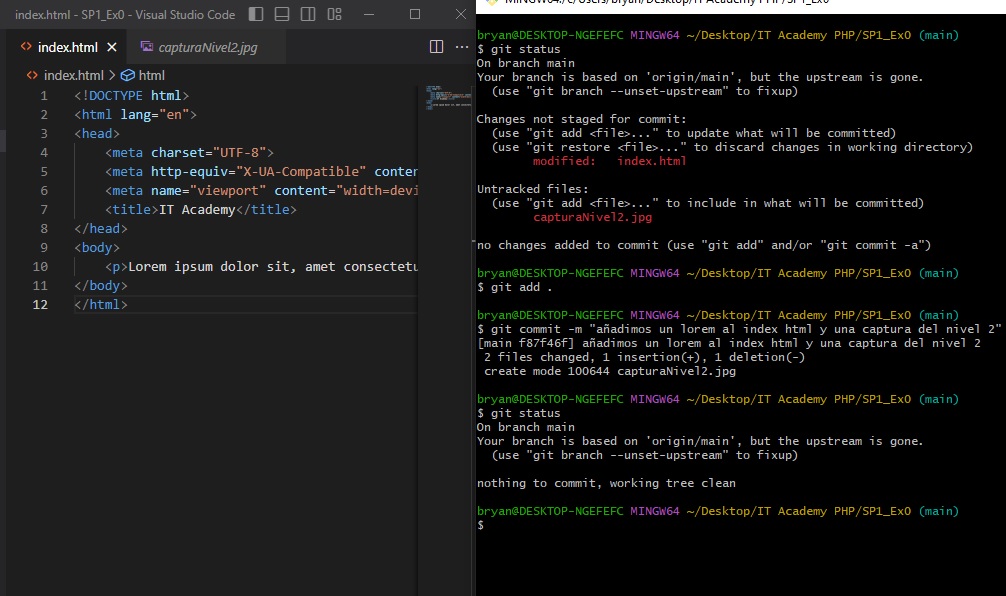 index.html - SP1_Ex0 - Visual Studio Code
index.html
capturaNivel2.jpg
index.html > html
1 <!DOCTYPE html>
2 <html lang="en">
3 <head>
4 <meta charset="UTF-8">
5 <meta http-equiv="X-UA-Compatible" conten
6 <meta name="viewport" content="width=devi
7 <title>IT Academy</title>
8 </head>
9 <body>
10 <p>Lorem ipsum dolor sit, amet consectetu
11 </body>
12 </html>
MINGW64:/c/Users/bryan/Desktop/IT Academy PHP/SP1_Ex0
bryan@DESKTOP-NGEFEFC MINGW64 ~/Desktop/IT Academy PHP/SP1_Ex0 (main)
$ git status
On branch main
Your branch is based on 'origin/main', but the upstream is gone.
(use "git branch --unset-upstream" to fixup)
Changes not staged for commit:
(use "git add <file>..." to update what will be committed)
(use "git restore <file>..." to discard changes in working directory)
modified: index.html
Untracked files:
(use "git add <file>..." to include in what will be committed)
capturaNivel2.jpg
no changes added to commit (use "git add" and/or "git commit -a")
bryan@DESKTOP-NGEFEFC MINGW64 ~/Desktop/IT Academy PHP/SP1_Ex0 (main)
$ git add .
bryan@DESKTOP-NGEFEFC MINGW64 ~/Desktop/IT Academy PHP/SP1_Ex0 (main)
$ git commit -m "añadimos un lorem al index html y una captura del nivel 2"
[main f87f46f] añadimos un lorem al index html y una captura del nivel 2
2 files changed, 1 insertion(+), 1 deletion(-)
create mode 100644 capturaNivel2.jpg
bryan@DESKTOP-NGEFEFC MINGW64 ~/Desktop/IT Academy PHP/SP1_Ex0 (main)
$ git status
On branch main
Your branch is based on 'origin/main', but the upstream is gone.
(use "git branch --unset-upstream" to fixup)
nothing to commit, working tree clean
bryan@DESKTOP-NGEFEFC MINGW64 ~/Desktop/IT Academy PHP/SP1_Ex0 (main)
$